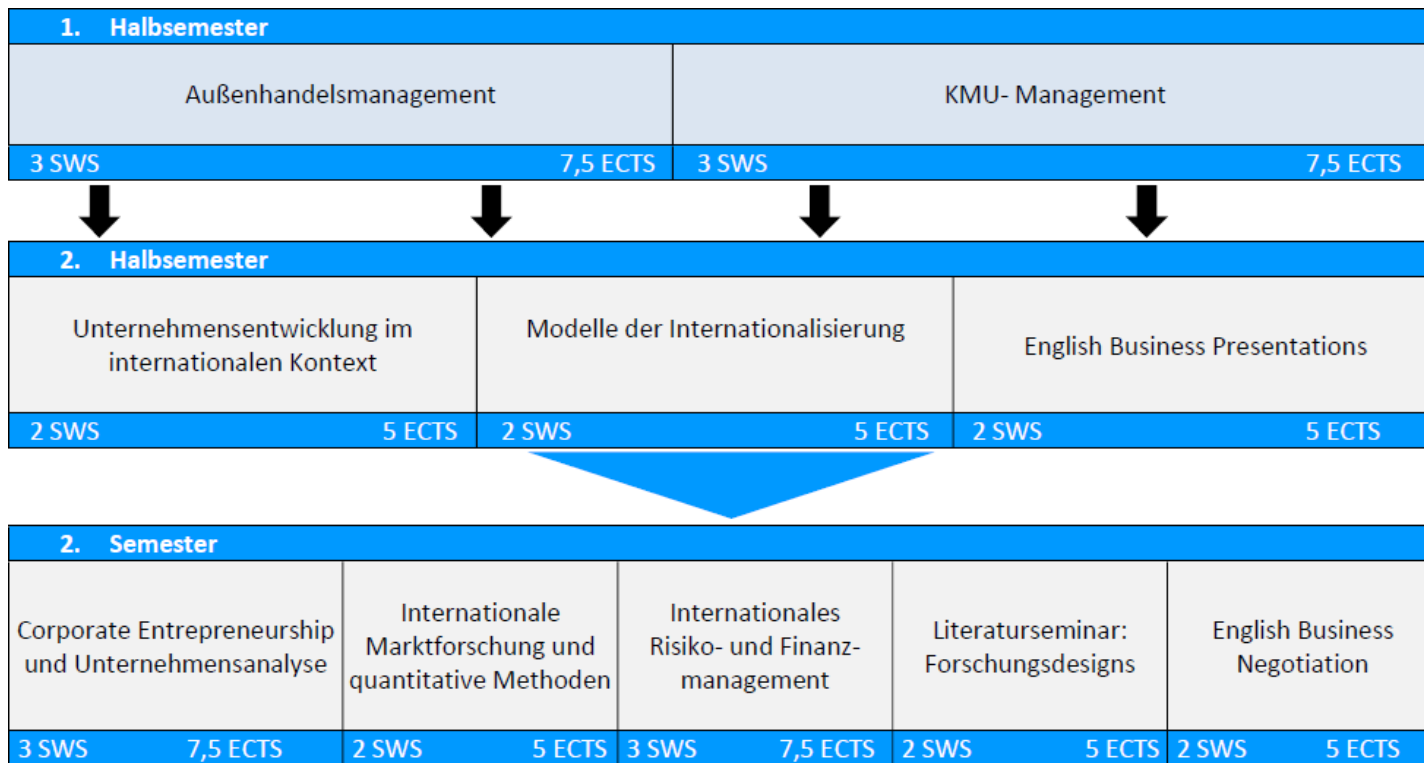 1. Halbsemester
Außenhandelsmanagement
KMU- Management
3 SWS 7,5 ECTS 3 SWS 7,5 ECTS
2. Halbsemester
Unternehmensentwicklung im
internationalen Kontext
Modelle der Internationalisierung
English Business Presentations
2 SWS 5 ECTS 2 SWS 5 ECTS 2 SWS 5 ECTS
2. Semester
Corporate Entrepreneurship
und Unternehmensanalyse
Internationale
Marktforschung und
quantitative Methoden
Internationales
Risiko- und Finanz-
management
Literaturseminar:
Forschungsdesigns
English Business
Negotiation
3 SWS 7,5 ECTS 2 SWS 5 ECTS 3 SWS 7,5 ECTS 2 SWS 5 ECTS 2 SWS 5 ECTS